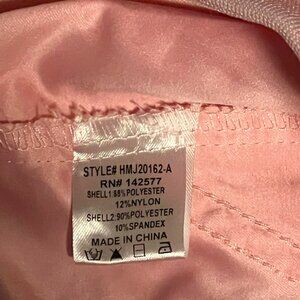 STYLE# HMJ20162-A
RN# 142577
SHELL1:88%POLYESTER
12%NYLON
SHELL2:90%POLYESTER
10%SPANDEX
MADE IN CHINA